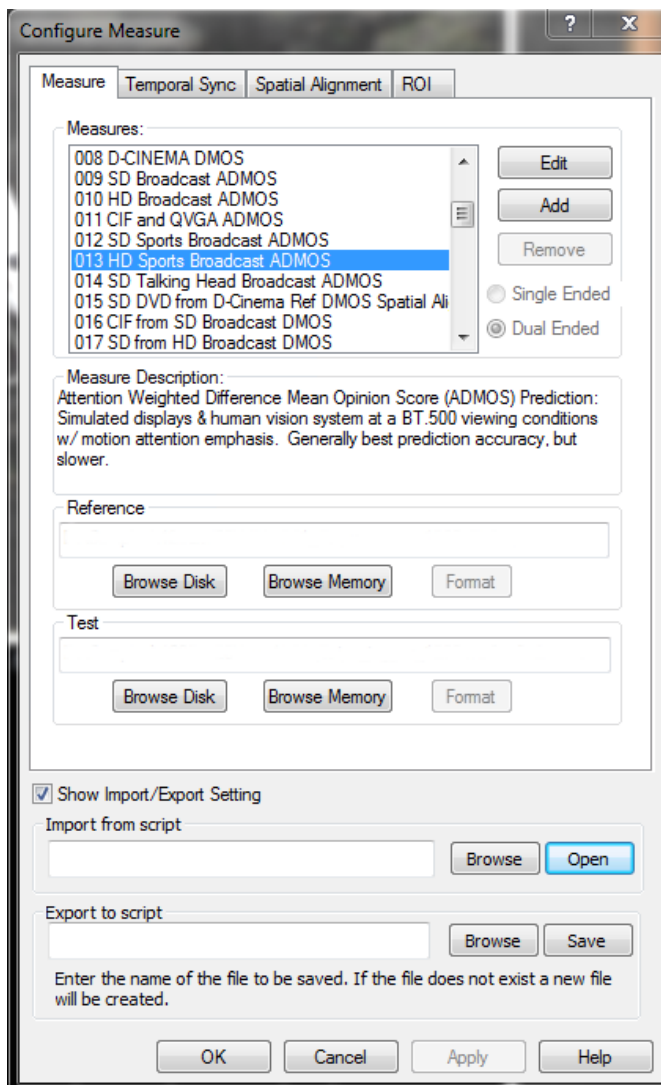 Configure Measure
Measure Temporal Sync Spatial Alignment ROI
Measures:
008 D-CINEMA DMOS
009 SD Broadcast ADMOS
010 HD Broadcast ADMOS
011 CIF and QVGA ADMOS
012 SD Sports Broadcast ADMOS
013 HD Sports Broadcast ADMOS
014 SD Talking Head Broadcast ADMOS
015 SD DVD from D-Cinema Ref DMOS Spatial Ali
016 CIF from SD Broadcast DMOS
017 SD from HD Broadcast DMOS
Edit
Add
Remove
Single Ended
Dual Ended
Measure Description:
Attention Weighted Difference Mean Opinion Score (ADMOS) Prediction:
Simulated displays & human vision system at a BT.500 viewing conditions
w/ motion attention emphasis.  Generally best prediction accuracy, but
slower.
Reference
Browse Disk Browse Memory Format
Test
Browse Disk Browse Memory Format
Show Import/Export Setting
Import from script
Browse Open
Export to script
Browse Save
Enter the name of the file to be saved. If the file does not exist a new file
will be created.
OK Cancel Apply Help